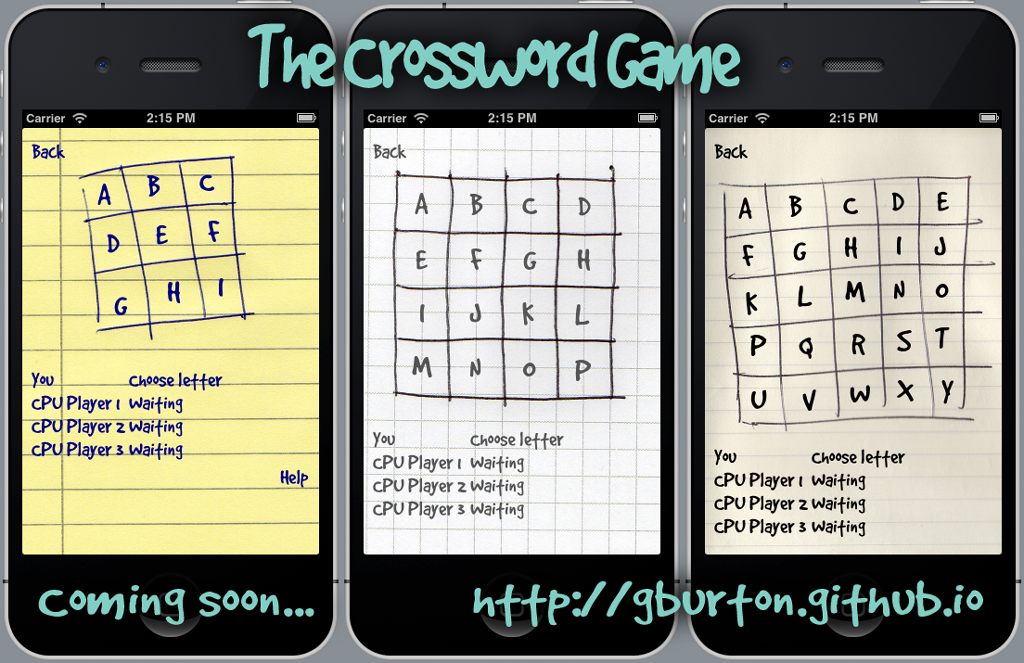 The Crossword Game
Carrier 2:15 PM
Back
A B C
D E F
G H I
You Choose letter
CPU Player 1 Waiting
CPU Player 2 Waiting
CPU Player 3 Waiting
Help
Carrier 2:15 PM
Back
A B C D
E F G H
I J K L
M N O P
You Choose letter
CPU Player 1 Waiting
CPU Player 2 Waiting
CPU Player 3 Waiting
Carrier 2:15 PM
Back
A B C D E
F G H I J
K L M N O
P Q R S T
U V W X Y
You Choose letter
CPU Player 1 Waiting
CPU Player 2 Waiting
CPU Player 3 Waiting
Coming soon...
http://gburton.github.io